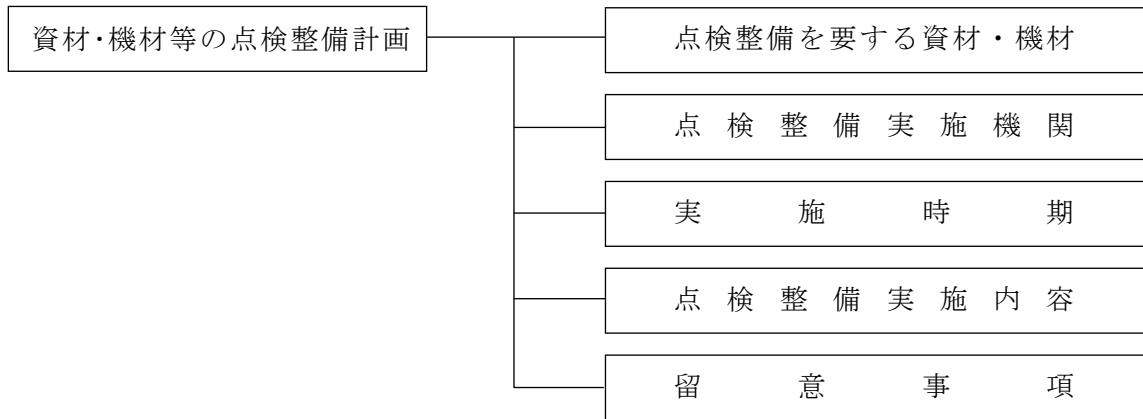 資材・機材等の点検整備計画
点検整備を要する資材・機材
点検整備実施機関
実施時期
点検整備実施内容
留意事項